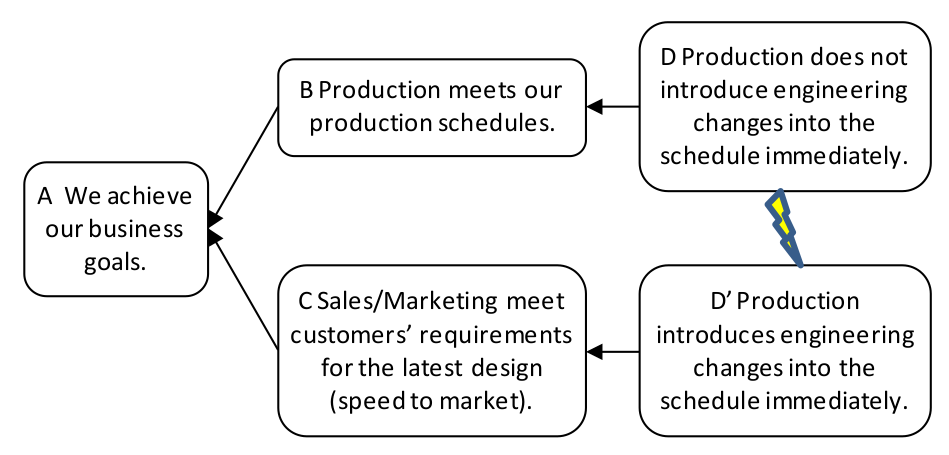 A We achieve
our business
goals.
B Production meets our
production schedules.
C Sales/Marketing meet
customers’ requirements
for the latest design
(speed to market).
D Production does not
introduce engineering
changes into the
schedule immediately.
D’ Production
introduces engineering
changes into the
schedule immediately.